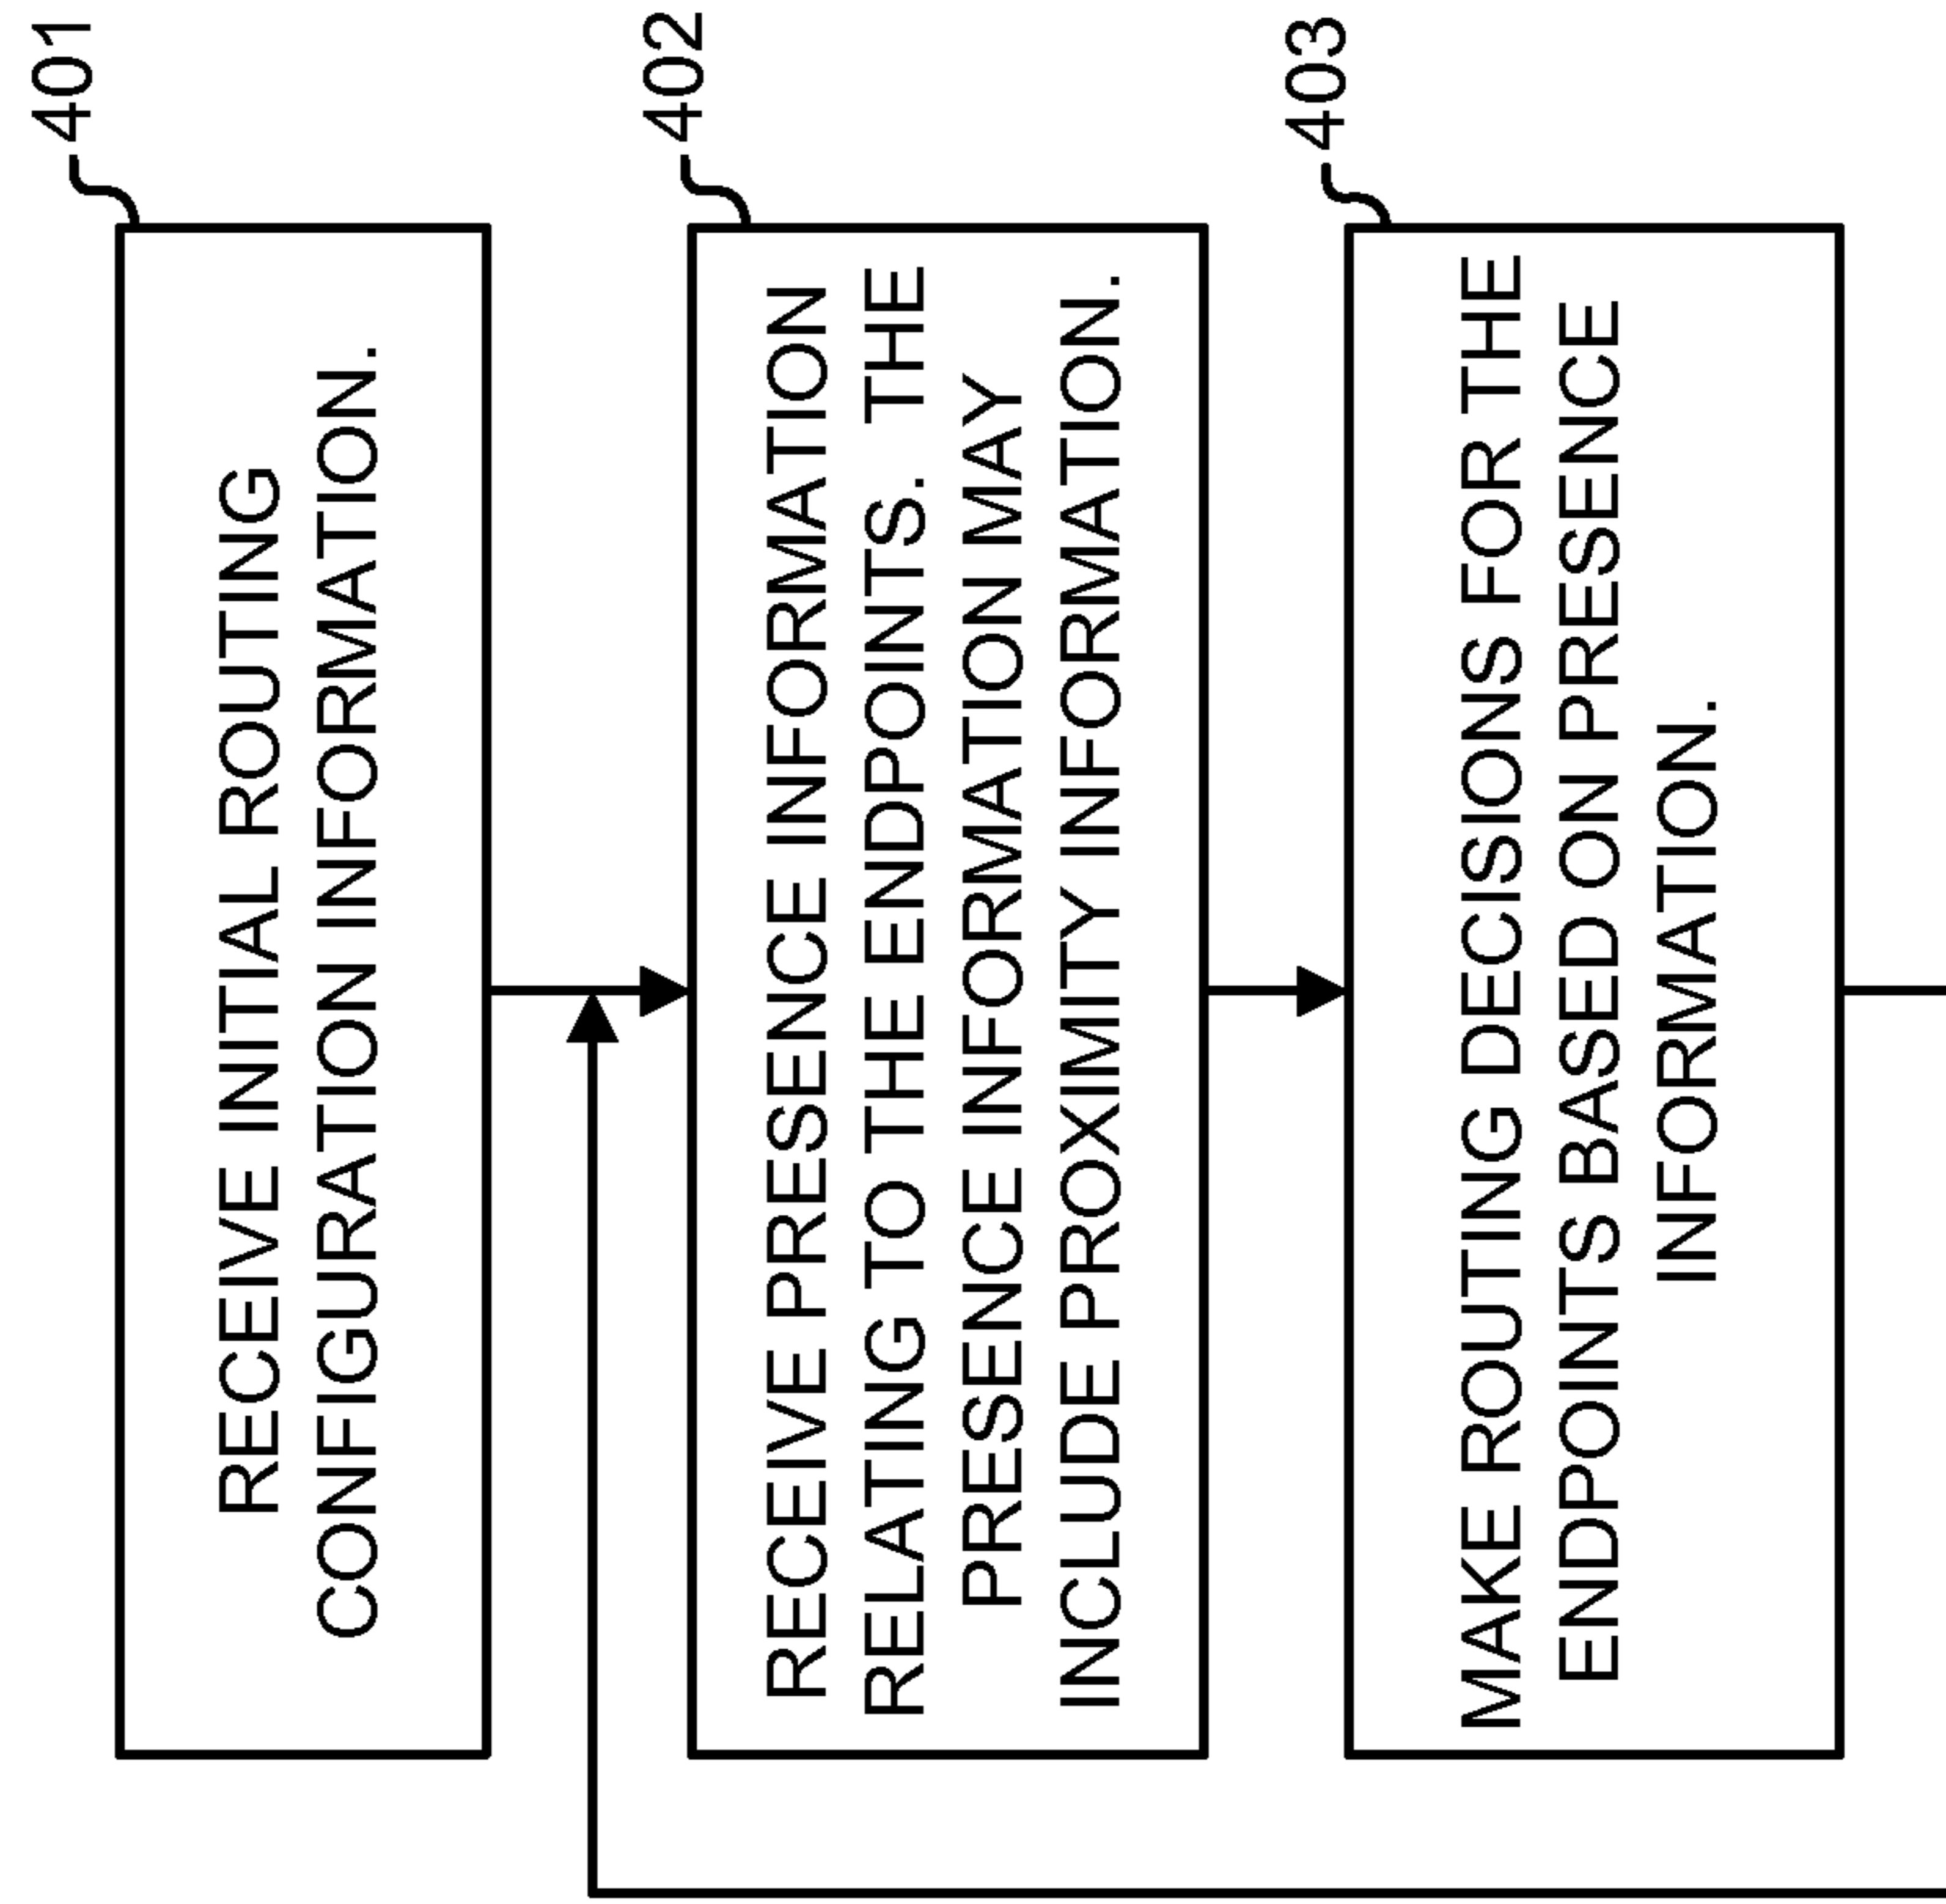 401
RECEIVE INITIAL ROUTING
CONFIGURATION INFORMATION.
402
RECEIVE PRESENCE INFORMATION
RELATING TO THE ENDPOINTS. THE
PRESENCE INFORMATION MAY
INCLUDE PROXIMITY INFORMATION.
403
MAKE ROUTING DECISIONS FOR THE
ENDPOINTS BASED ON PRESENCE
INFORMATION.